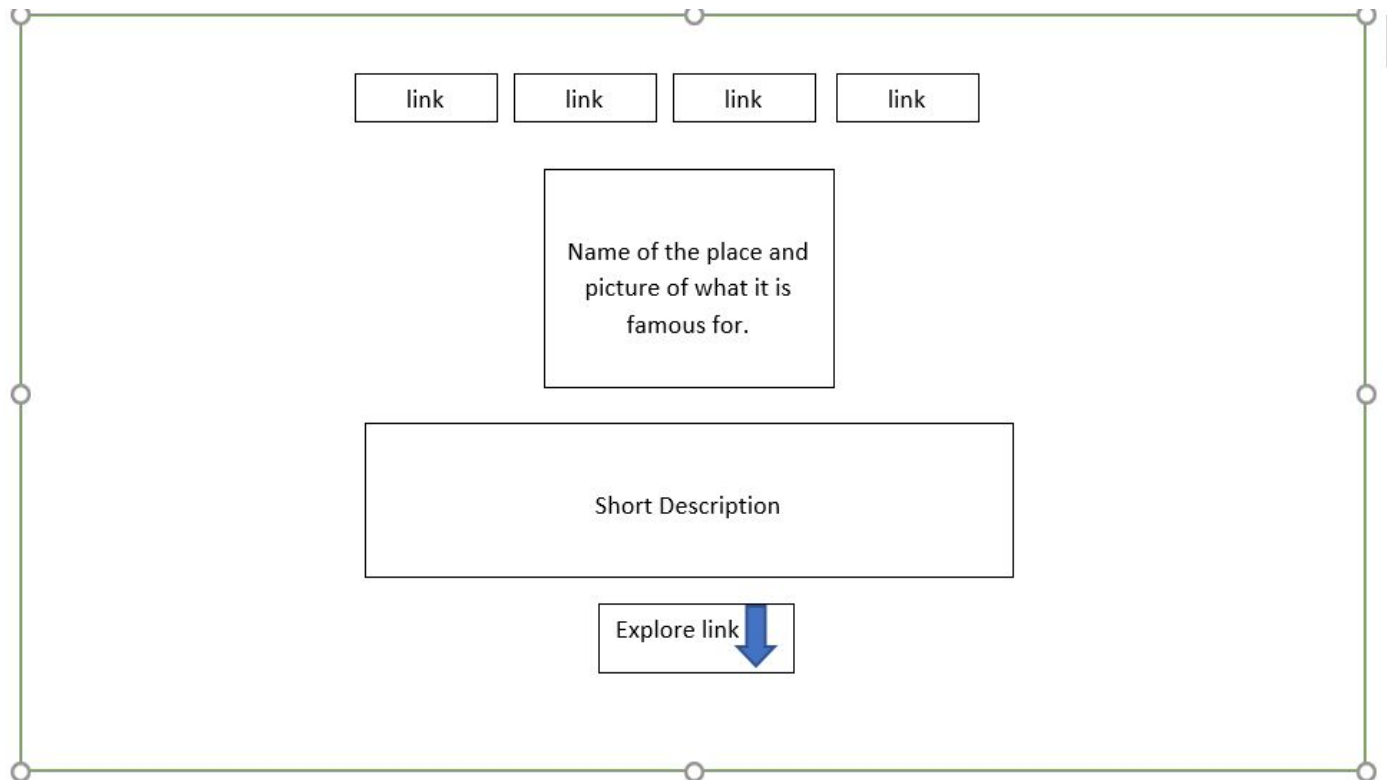 link link link link
Name of the place and
picture of what it is
famous for.
Short Description
Explore link